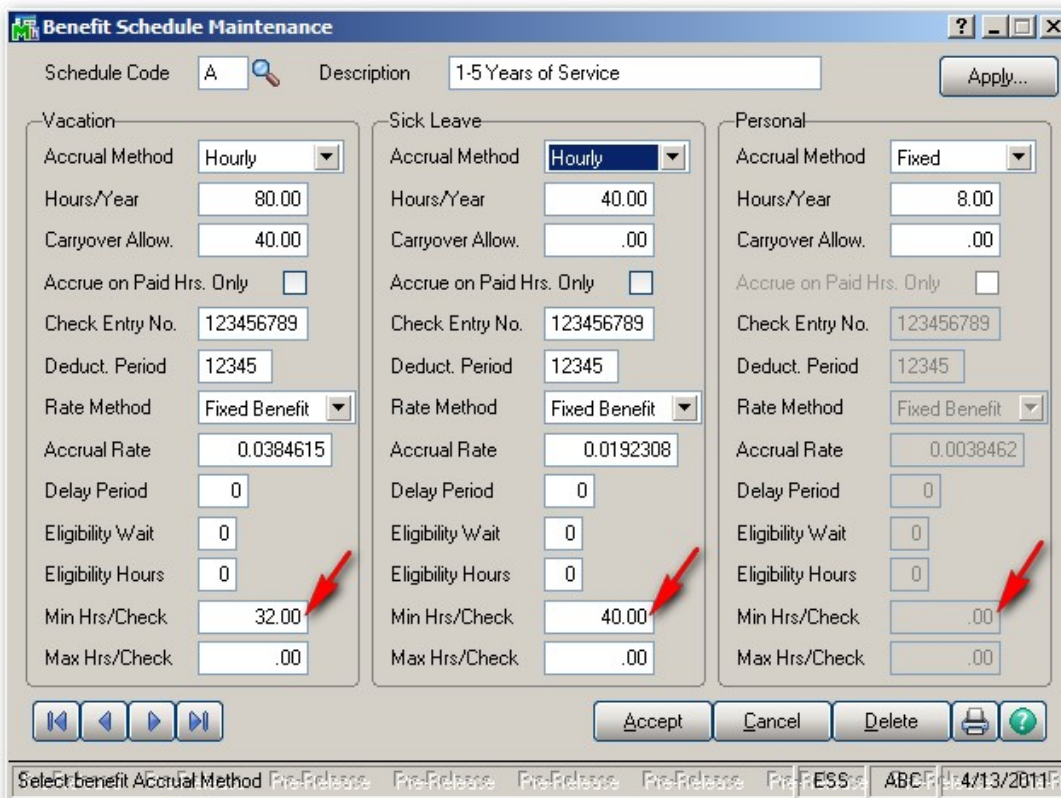 Benefit Schedule Maintenance
Schedule Code A Description 1-5 Years of Service Apply...
Vacation
Accrual Method Hourly
Hours/Year 80.00
Carryover Allow. 40.00
Accrue on Paid Hrs. Only
Check Entry No. 123456789
Deduct. Period 12345
Rate Method Fixed Benefit
Accrual Rate 0.0384615
Delay Period 0
Eligibility Wait 0
Eligibility Hours 0
Min Hrs/Check 32.00
Max Hrs/Check .00
Sick Leave
Accrual Method Hourly
Hours/Year 40.00
Carryover Allow. .00
Accrue on Paid Hrs. Only
Check Entry No. 123456789
Deduct. Period 12345
Rate Method Fixed Benefit
Accrual Rate 0.0192308
Delay Period 0
Eligibility Wait 0
Eligibility Hours 0
Min Hrs/Check 40.00
Max Hrs/Check .00
Personal
Accrual Method Fixed
Hours/Year 8.00
Carryover Allow. .00
Accrue on Paid Hrs. Only
Check Entry No. 123456789
Deduct. Period 12345
Rate Method Fixed Benefit
Accrual Rate 0.0038462
Delay Period 0
Eligibility Wait 0
Eligibility Hours 0
Min Hrs/Check .00
Max Hrs/Check .00
Accept Cancel Delete
Select benefit Accrual Method Pre-Release Pre-Release Pre-Release Pre-Release ESS ABC 4/13/2011